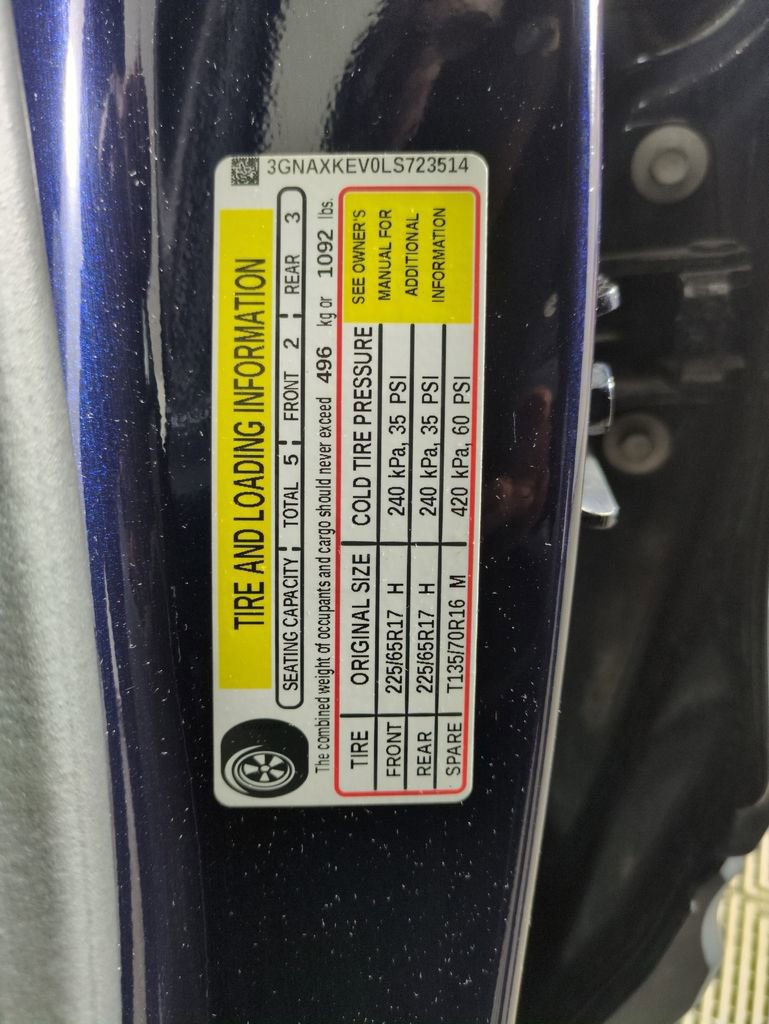 3GNAXKEV0LS723514
TIRE AND LOADING INFORMATION
SEATING CAPACITY TOTAL 5 FRONT 2 REAR 3
The combined weight of occupants and cargo should never exceed 496 kg or 1092 lbs.
TIRE ORIGINAL SIZE COLD TIRE PRESSURE
FRONT 225/65R17 H 240 kPa, 35 PSI
REAR 225/65R17 H 240 kPa, 35 PSI
SPARE T135/70R16 M 420 kPa, 60 PSI
SEE OWNER'S
MANUAL FOR
ADDITIONAL
INFORMATION